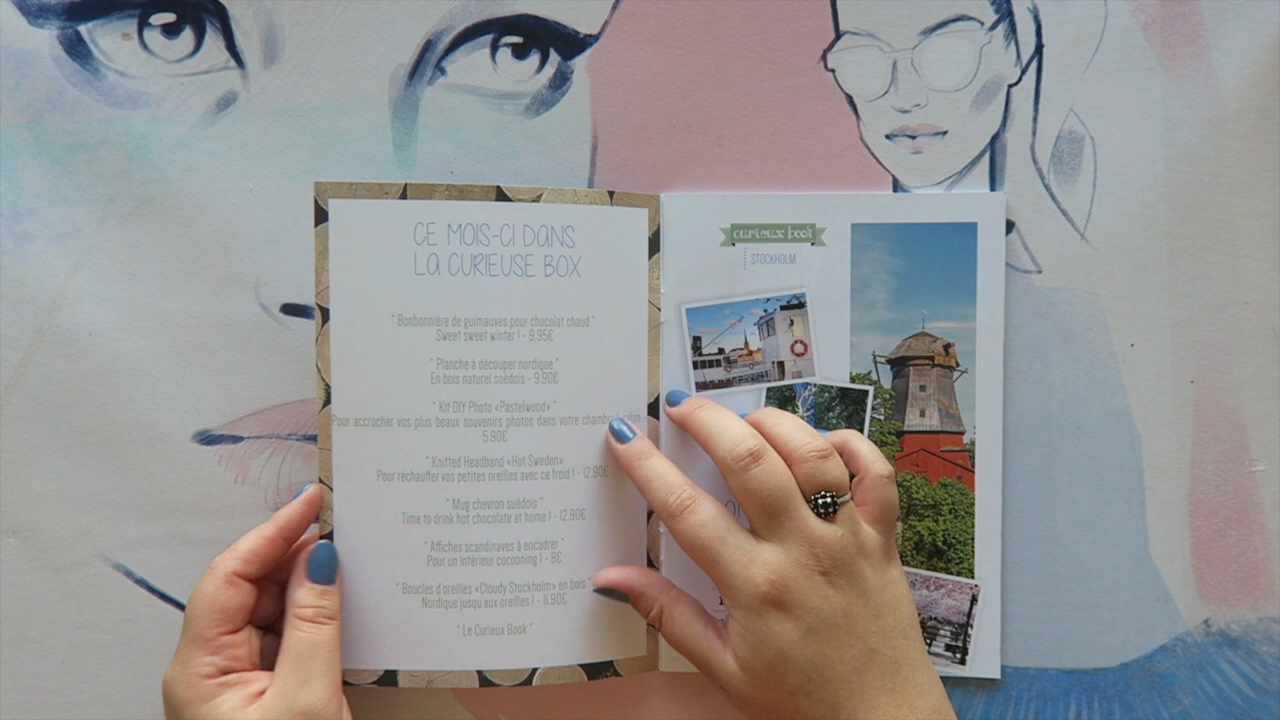 CE MOIS-CI DANS
LA CURIEUSE BOX
" Bonbonnière de guimauves pour chocolat chaud "
Sweet sweet winter ! - 9.95€
" Planche à découper nordique "
En bois naturel suédois - 9.90€
" Kit DIY Photo «Pastelwood» "
Pour accrocher vos plus beaux souvenirs photos dans votre chambre/salon
5.90€
" Knitted Headband «Hot Sweden»
Pour réchauffer vos petites oreilles avec ce froid ! - 12.90€
" Mug chevron suédois "
Time to drink hot chocolate at home ! - 12.90€
" Affiches scandinaves à encadrer "
Pour un intérieur cocooning ! - 8€
" Boucles d'oreilles «Cloudy Stockholm» en bois "
Nordique jusqu aux oreilles ! - 11.90€
" Le Curieux Book "
curieux book
STOCKHOLM